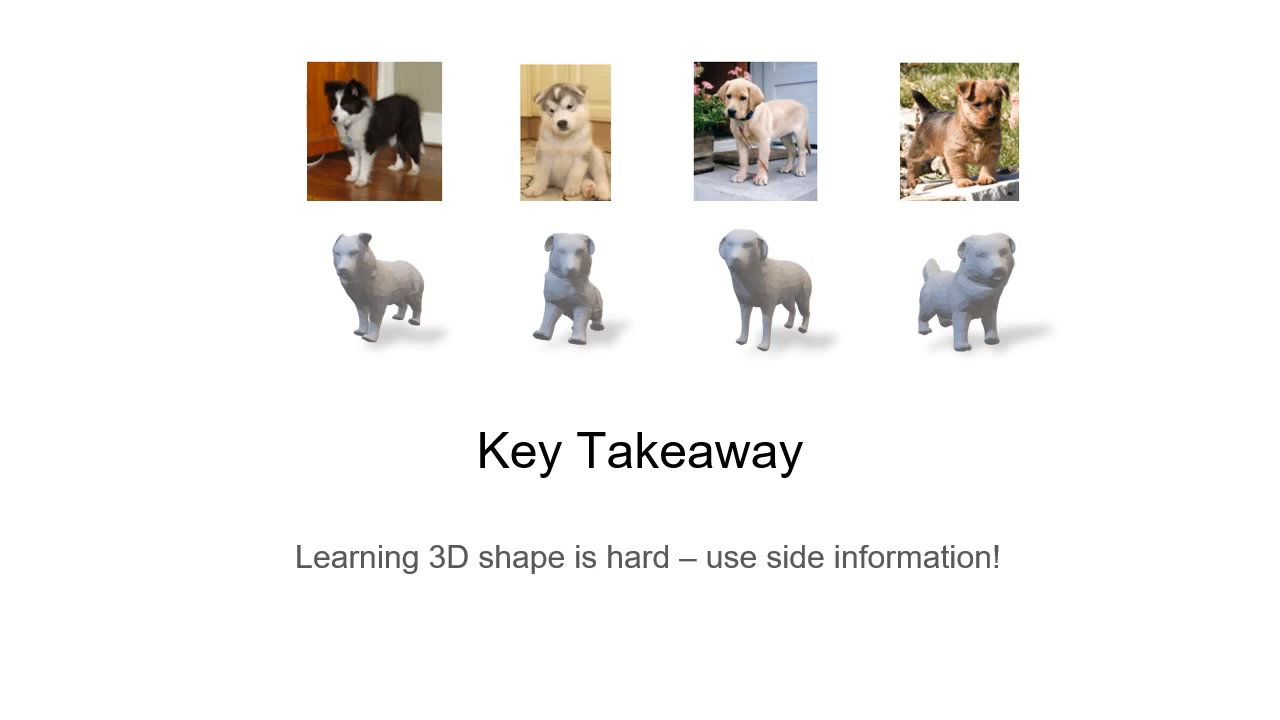 Key Takeaway
Learning 3D shape is hard – use side information!